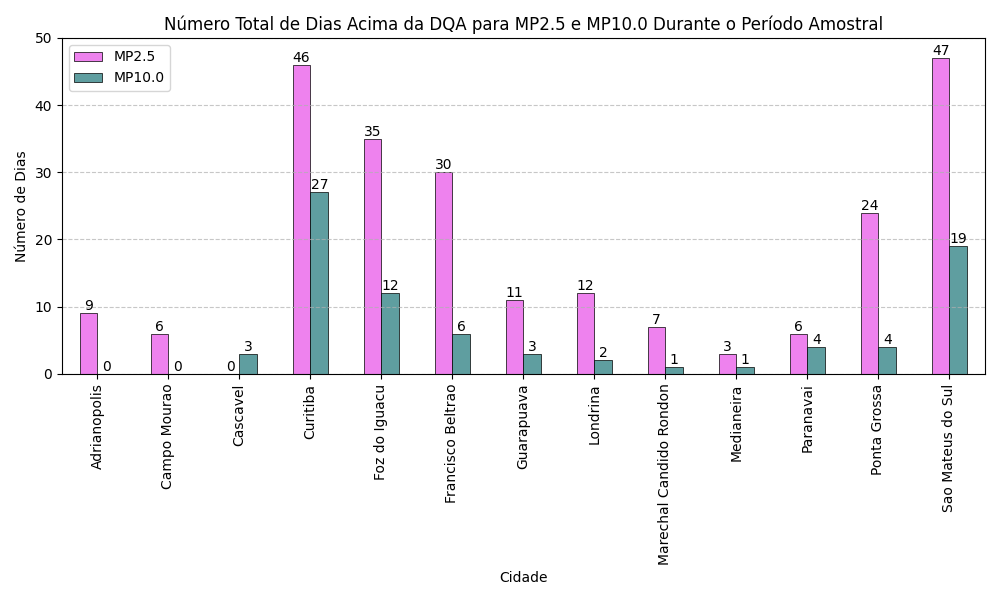 Número Total de Dias Acima da DQA para MP2.5 e MP10.0 Durante o Período Amostral
MP2.5
MP10.0
Número de Dias
50
40
30
20
10
0
9
0
6
0
0
3
46
27
35
12
30
6
11
3
12
2
7
1
3
1
6
4
24
4
47
19
Adrianopolis
Campo Mourao
Cascavel
Curitiba
Foz do Iguacu
Francisco Beltrao
Guarapuava
Londrina
Marechal Candido Rondon
Medianeira
Paranavai
Ponta Grossa
Sao Mateus do Sul
Cidade